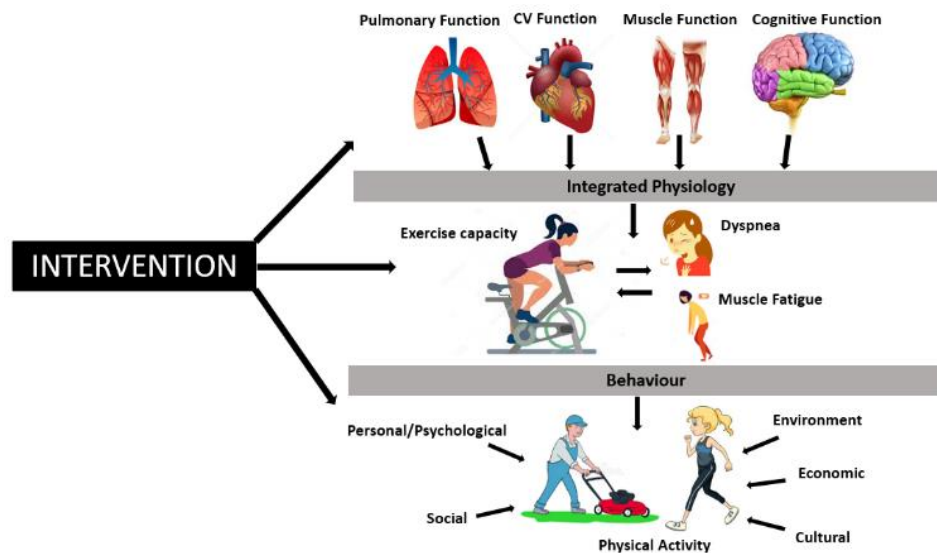 Pulmonary Function
CV Function
Muscle Function
Cognitive Function
Integrated Physiology
INTERVENTION
Exercise capacity
Dyspnea
Muscle Fatigue
Behaviour
Personal/Psychological
Environment
Economic
Social
Cultural
Physical Activity